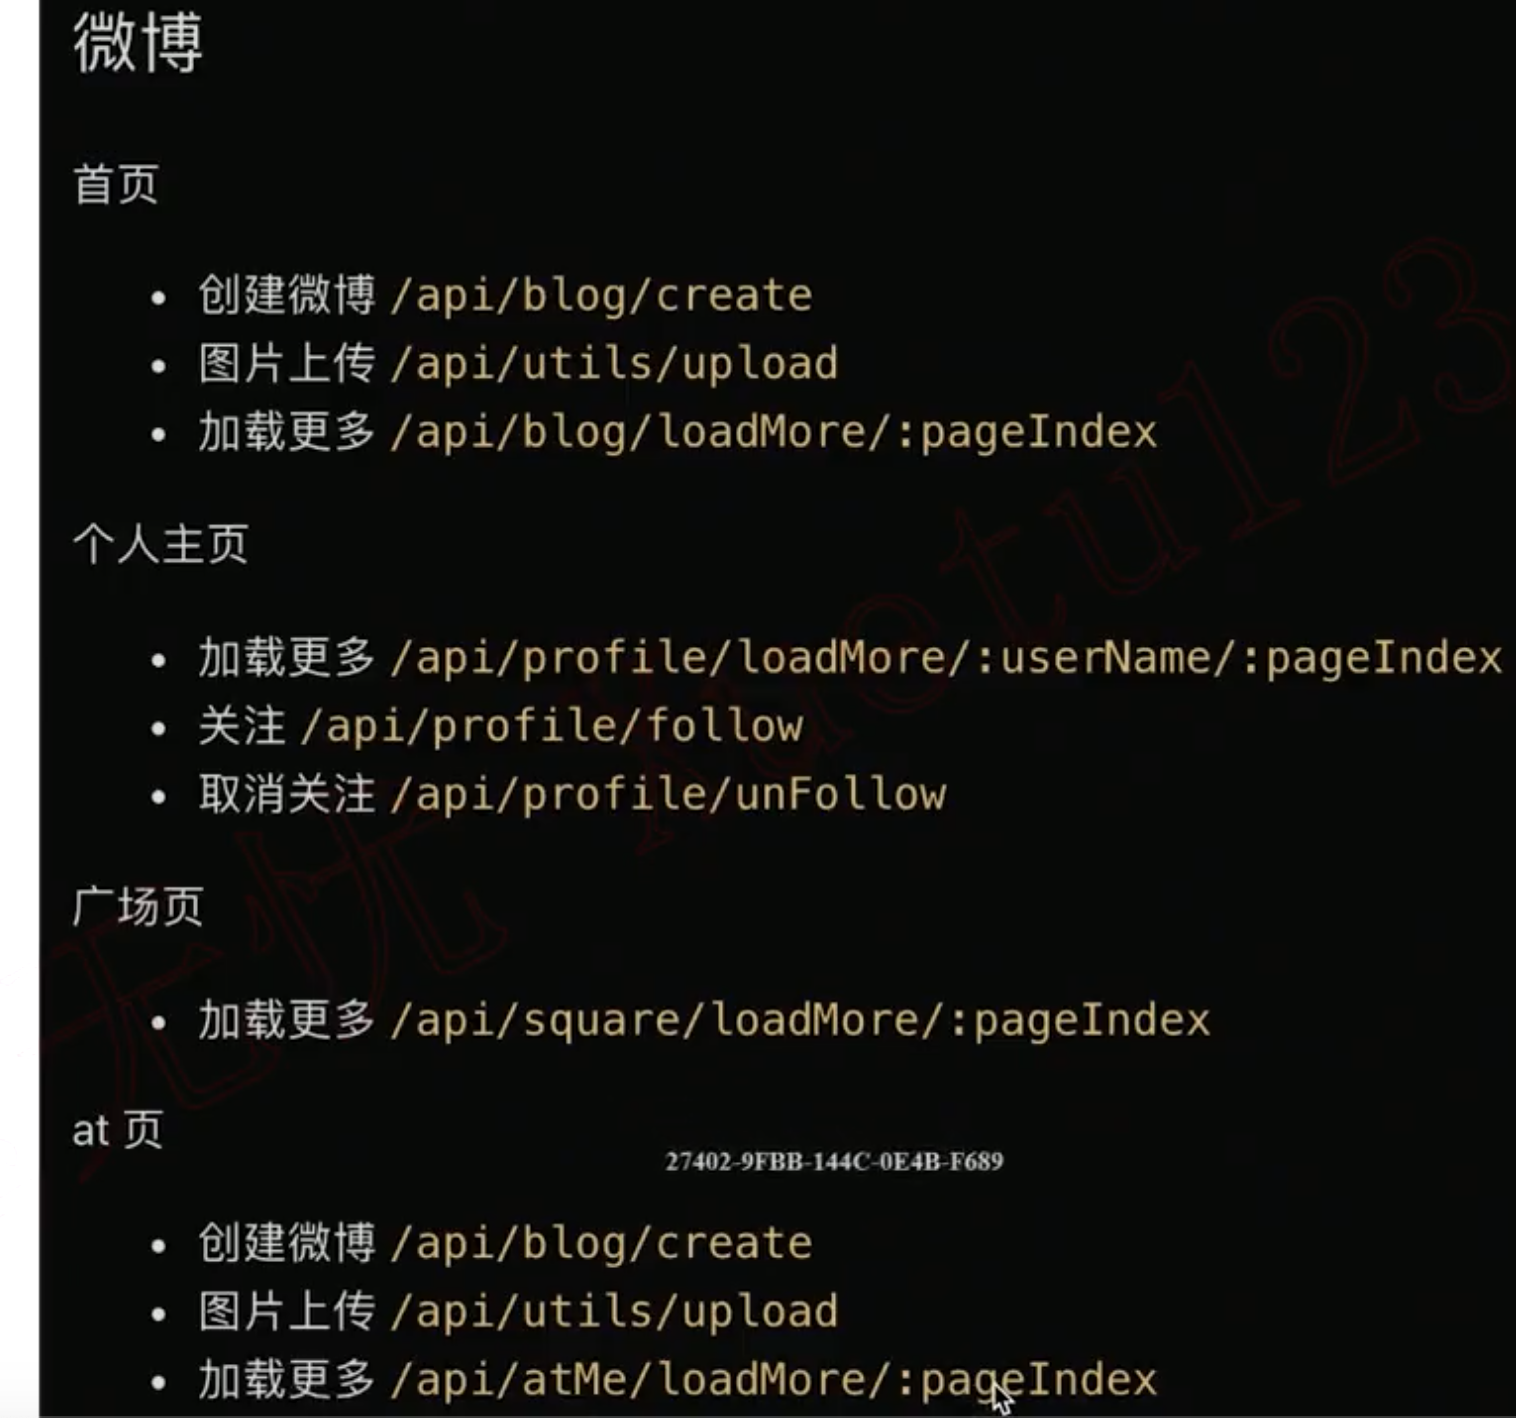 微博
首页
创建微博 /api/blog/create
图片上传 /api/utils/upload
加载更多 /api/blog/loadMore/:pageIndex
个人主页
加载更多 /api/profile/loadMore/:userName/:pageIndex
关注 /api/profile/follow
取消关注 /api/profile/unFollow
广场页
加载更多 /api/square/loadMore/:pageIndex
at 页
27402-9FBB-144C-0E4B-F689
创建微博 /api/blog/create
图片上传 /api/utils/upload
加载更多 /api/atMe/loadMore/:pageIndex